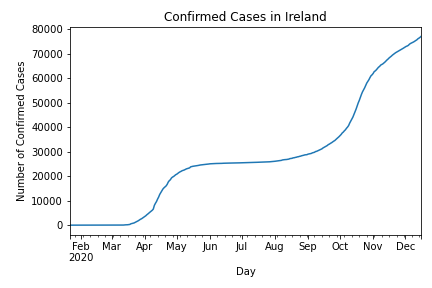 Confirmed Cases in Ireland
Number of Confirmed Cases
80000
70000
60000
50000
40000
30000
20000
10000
0
Feb Mar Apr May Jun Jul Aug Sep Oct Nov Dec
2020
Day